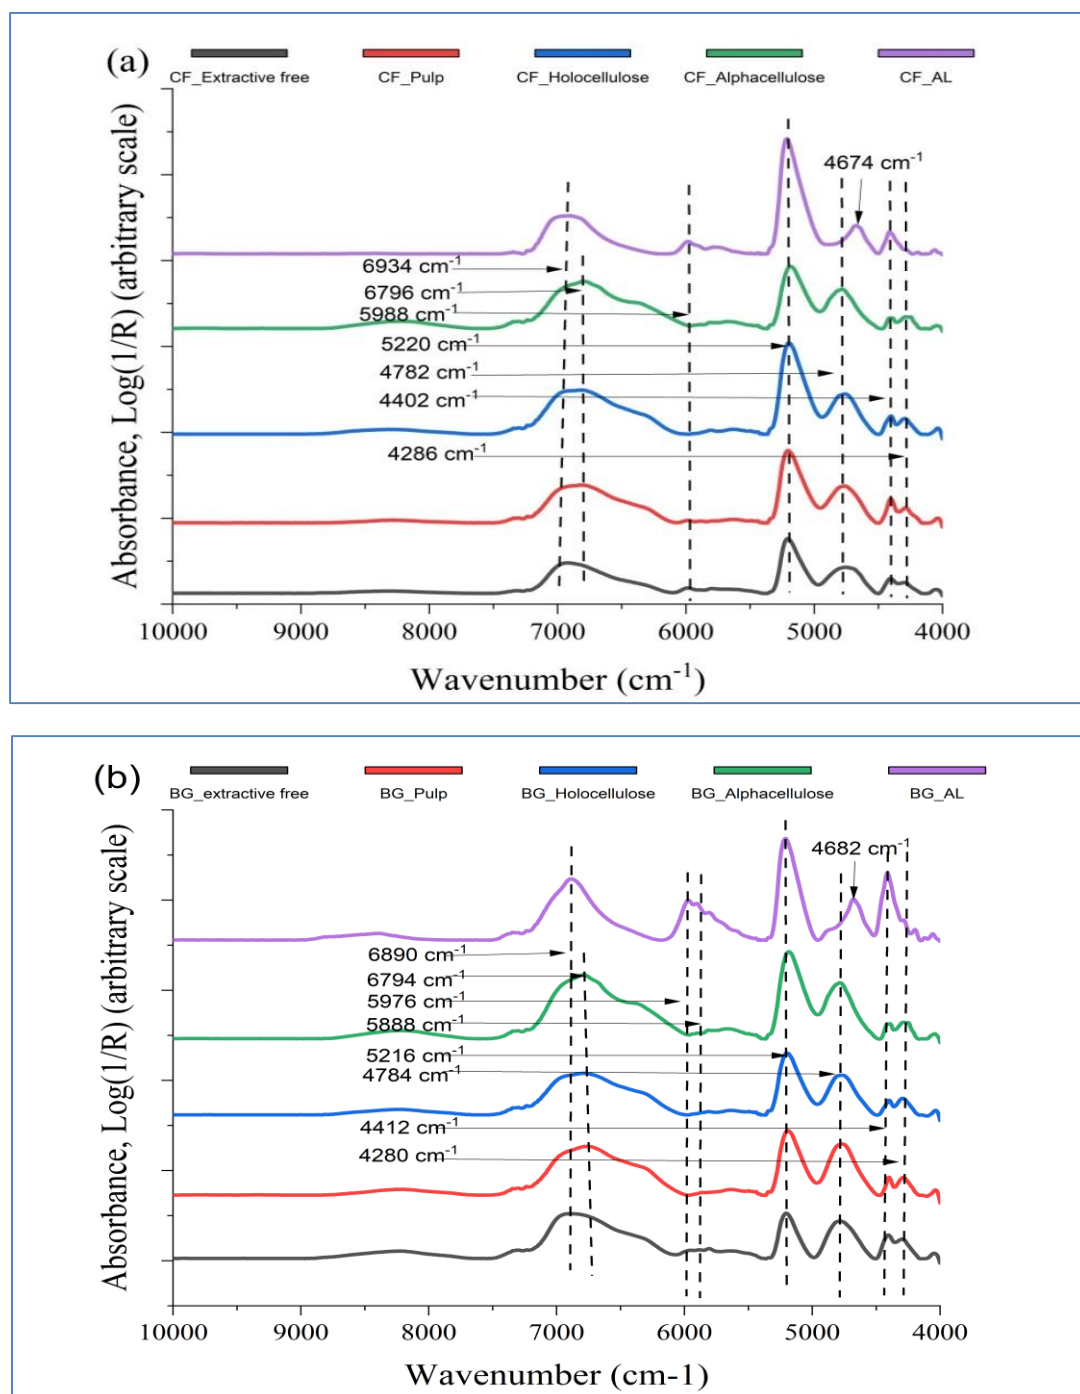 (a)
CF_Extractive free CF_Pulp CF_Holocellulose CF_Alphacellulose CF_AL
Absorbance, Log(1/R) (arbitrary scale)
4674 cm-1
6934 cm-1
6796 cm-1
5988 cm-1
5220 cm-1
4782 cm-1
4402 cm-1
4286 cm-1
10000 9000 8000 7000 6000 5000 4000
Wavenumber (cm-1)
(b)
BG_extractive free BG_Pulp BG_Holocellulose BG_Alphacellulose BG_AL
Absorbance, Log(1/R) (arbitrary scale)
4682 cm-1
6890 cm-1
6794 cm-1
5976 cm-1
5888 cm-1
5216 cm-1
4784 cm-1
4412 cm-1
4280 cm-1
10000 9000 8000 7000 6000 5000 4000
Wavenumber (cm-1)